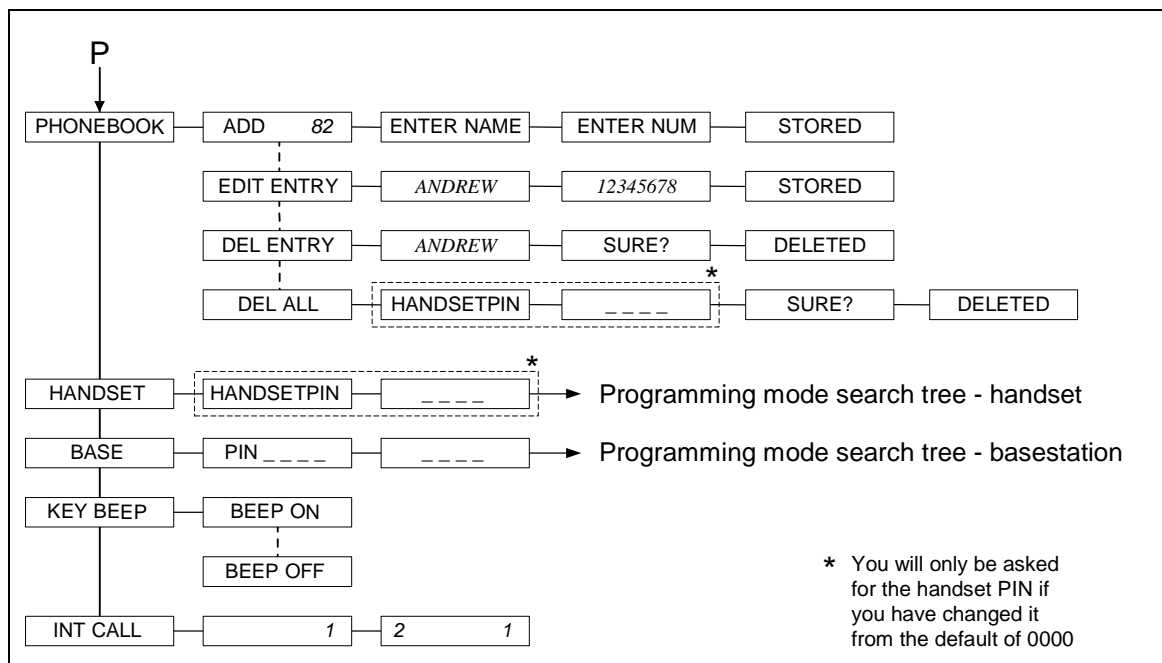 P
PHONEBOOK ADD 82 ENTER NAME ENTER NUM STORED
EDIT ENTRY ANDREW 12345678 STORED
DEL ENTRY ANDREW SURE? DELETED
*
DEL ALL HANDSETPIN _ _ _ _ SURE? DELETED
*
HANDSET HANDSETPIN _ _ _ _ Programming mode search tree - handset
BASE PIN _ _ _ _ _ _ _ _ Programming mode search tree - basestation
KEY BEEP BEEP ON
BEEP OFF
INT CALL 1 2 1
* You will only be asked
for the handset PIN if
you have changed it
from the default of 0000